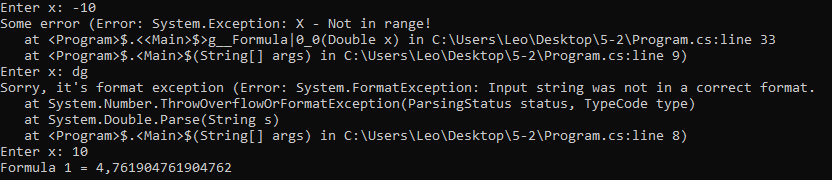 Enter x: -10
Some error (Error: System.Exception: X - Not in range!
   at <Program>$.<<Main>$>g__Formula|0_0(Double x) in C:\Users\Leo\Desktop\5-2\Program.cs:line 33
   at <Program>$.<Main>$(String[] args) in C:\Users\Leo\Desktop\5-2\Program.cs:line 9)
Enter x: dg
Sorry, it's format exception (Error: System.FormatException: Input string was not in a correct format.
   at System.Number.ThrowOverflowOrFormatException(ParsingStatus status, TypeCode type)
   at System.Double.Parse(String s)
   at <Program>$.<Main>$(String[] args) in C:\Users\Leo\Desktop\5-2\Program.cs:line 8)
Enter x: 10
Formula 1 = 4,761904761904762